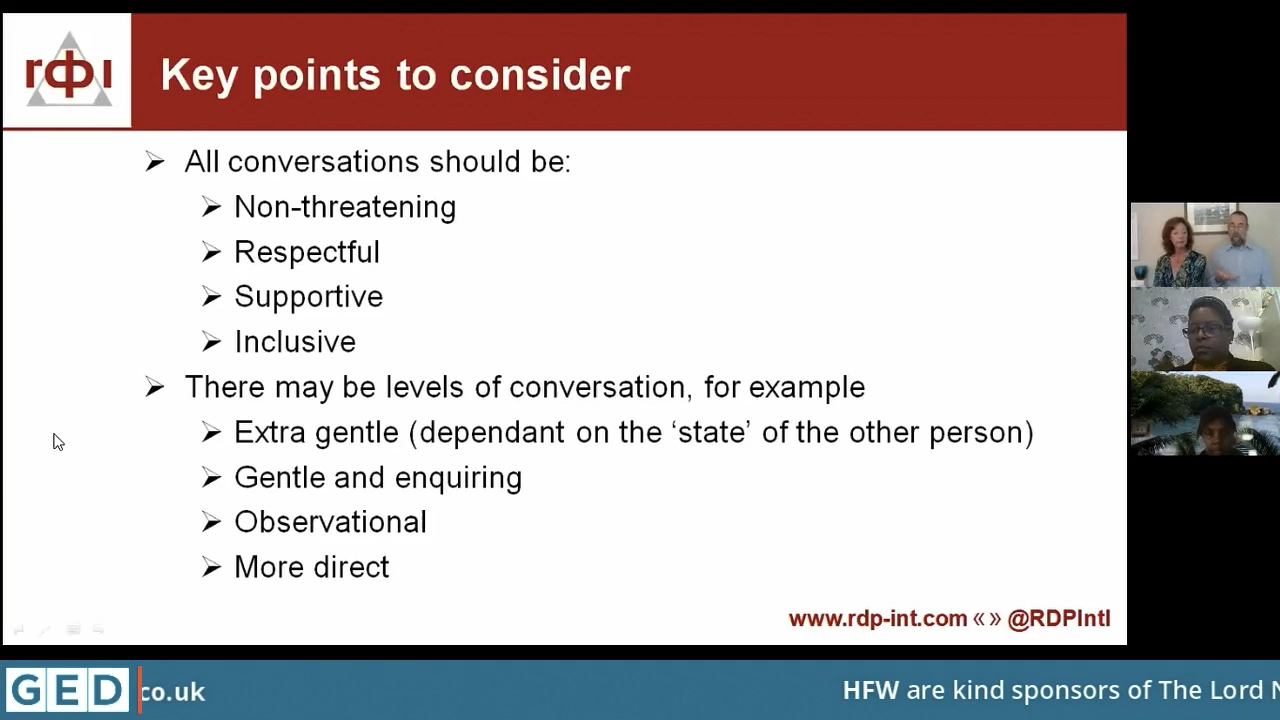 rφı
Key points to consider
All conversations should be:
Non-threatening
Respectful
Supportive
Inclusive
There may be levels of conversation, for example
Extra gentle (dependant on the ‘state’ of the other person)
Gentle and enquiring
Observational
More direct
www.rdp-int.com «» @RDPIntl
GED co.uk
HFW are kind sponsors of The Lord N